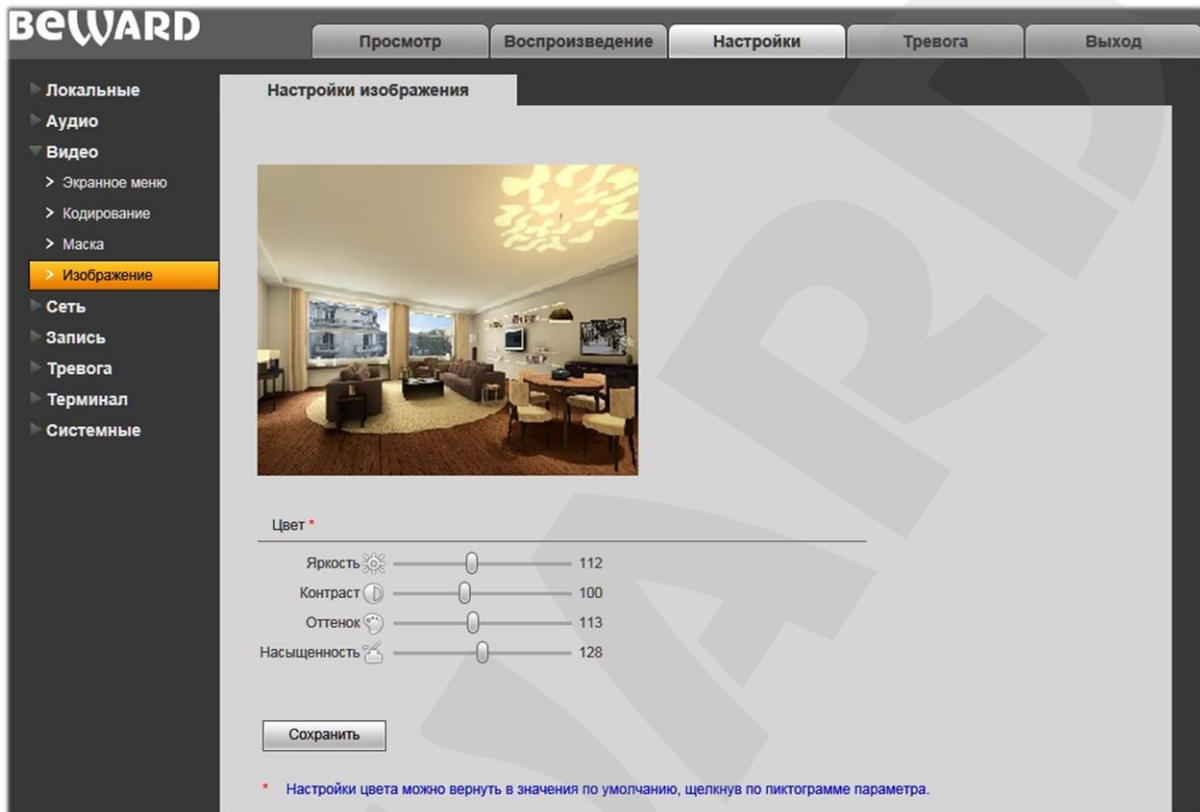 BEWARD
Просмотр
Воспроизведение
Настройки
Тревога
Выход
Локальные
Аудио
Видео
> Экранное меню
> Кодирование
> Маска
> Изображение
Сеть
Запись
Тревога
Терминал
Системные
Настройки изображения
Цвет *
Яркость 112
Контраст 100
Оттенок 113
Насыщенность 128
Сохранить
* Настройки цвета можно вернуть в значения по умолчанию, щелкнув по пиктограмме параметра.